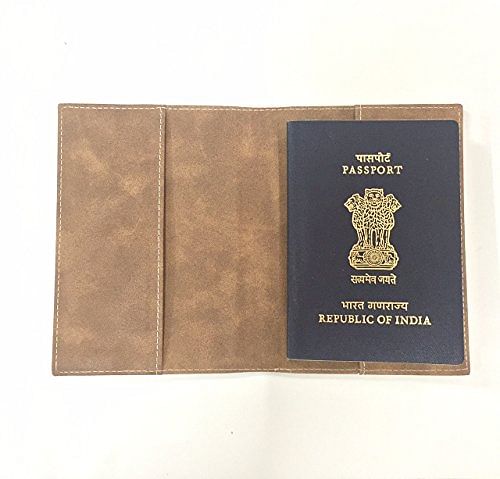 पासपोर्ट
PASSPORT
सत्यमेव जयते
भारत गणराज्य
REPUBLIC OF INDIA